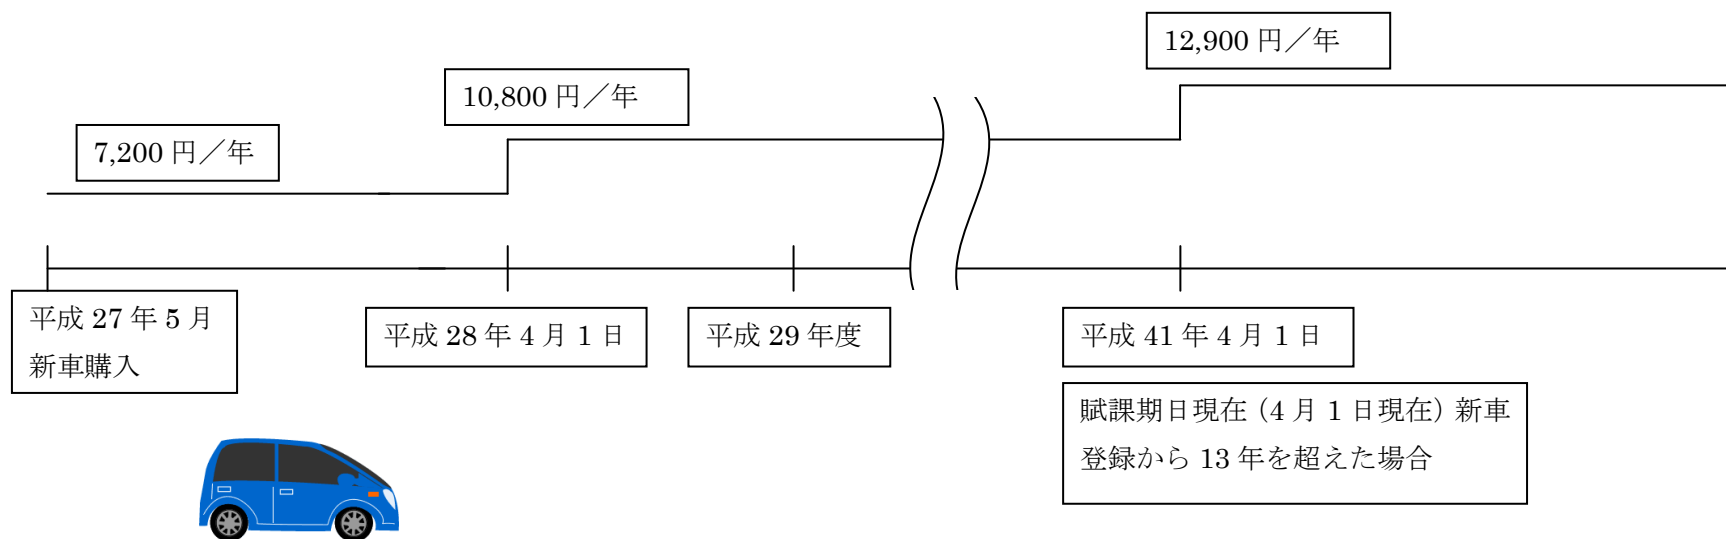 12,900 円／年
10,800 円／年
7,200 円／年
平成 27 年 5 月
新車購入
平成 28 年 4 月 1 日
平成 29 年度
平成 41 年 4 月 1 日
賦課期日現在（4 月 1 日現在）新車
登録から 13 年を超えた場合